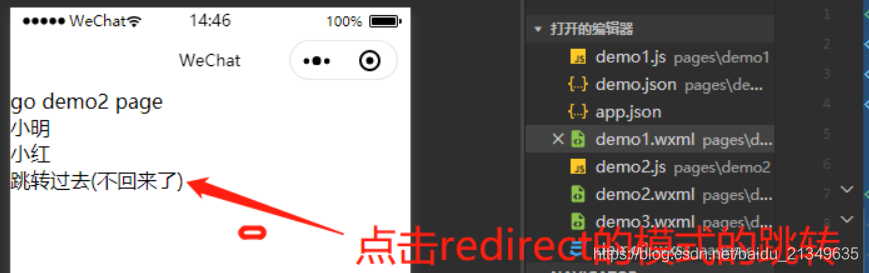 ●●●●● WeChat 14:46 100%
WeChat
go demo2 page
小明
小红
跳转过去(不回来了)
点击redirect的模式的跳转
打开的编辑器
JS demo1.js pages\demo1
{..} demo.json pages\de...
{..} app.json
× demo1.wxml pages\d...
JS demo2.js pages\demo2
demo2.wxml pages\d...
demo3.wxml pages\d...
1
2
3
4
5
6
7
8
https://blog.csdn.net/baidu_21349635